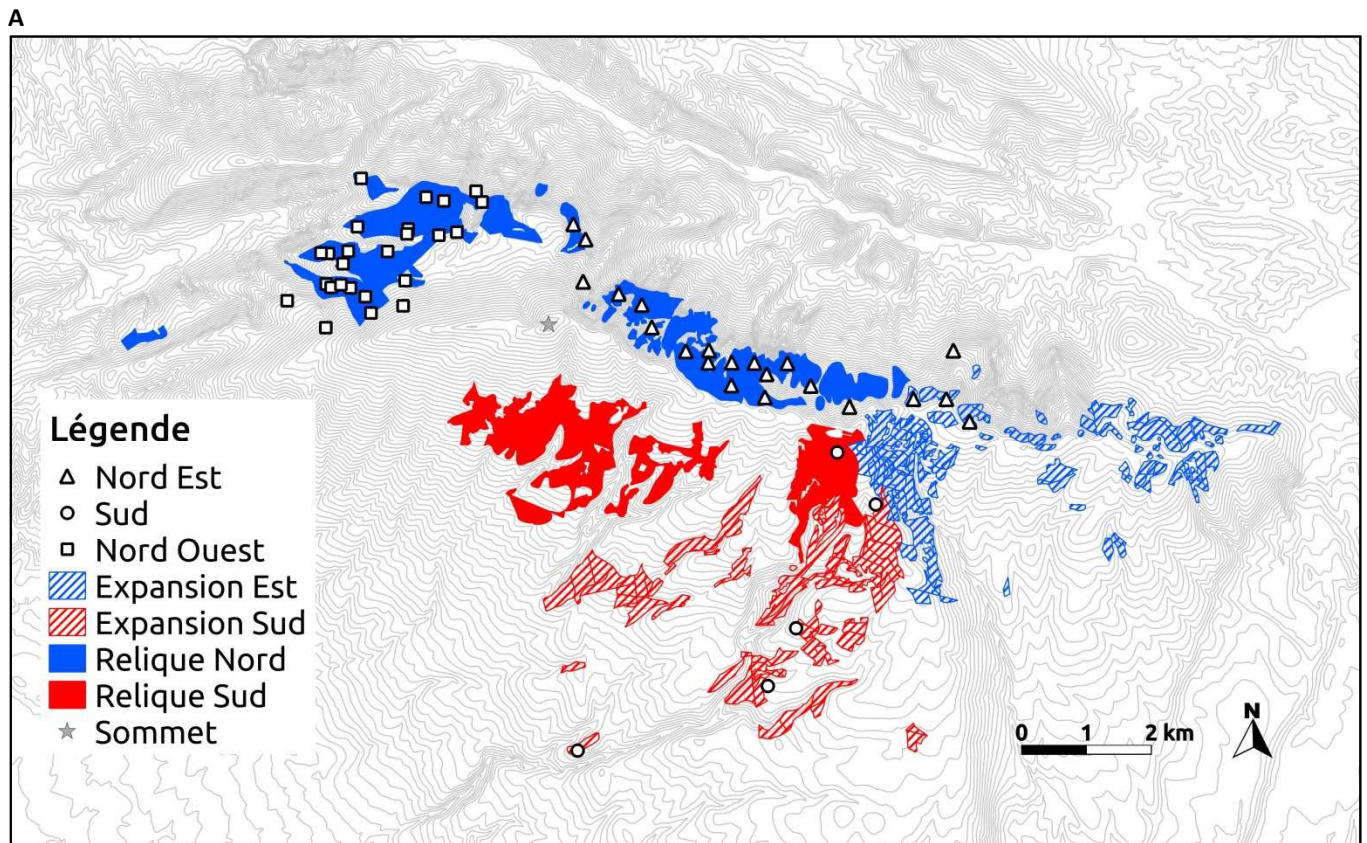 A
Légende
Nord Est
Sud
Nord Ouest
Expansion Est
Expansion Sud
Relique Nord
Relique Sud
Sommet
0 1 2 km
N